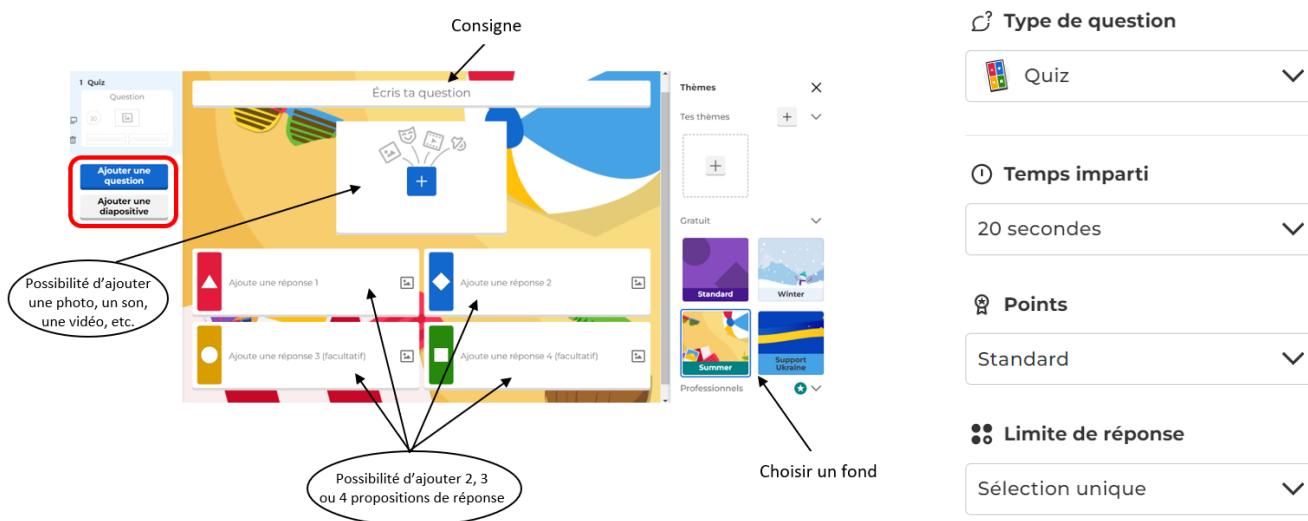 Consigne
1 Quiz
Question
20
Ajouter une
question
Ajouter une
diapositive
Écris ta question
Possibilité d'ajouter
une photo, un son,
une vidéo, etc.
Ajoute une réponse 1
Ajoute une réponse 2
Ajoute une réponse 3 (facultatif)
Ajoute une réponse 4 (facultatif)
Possibilité d'ajouter 2, 3
ou 4 propositions de réponse
Thèmes
Tes thèmes
Gratuit
Standard
Winter
Summer
Support
Ukraine
Professionnels
Choisir un fond
Type de question
Quiz
Temps imparti
20 secondes
Points
Standard
Limite de réponse
Sélection unique